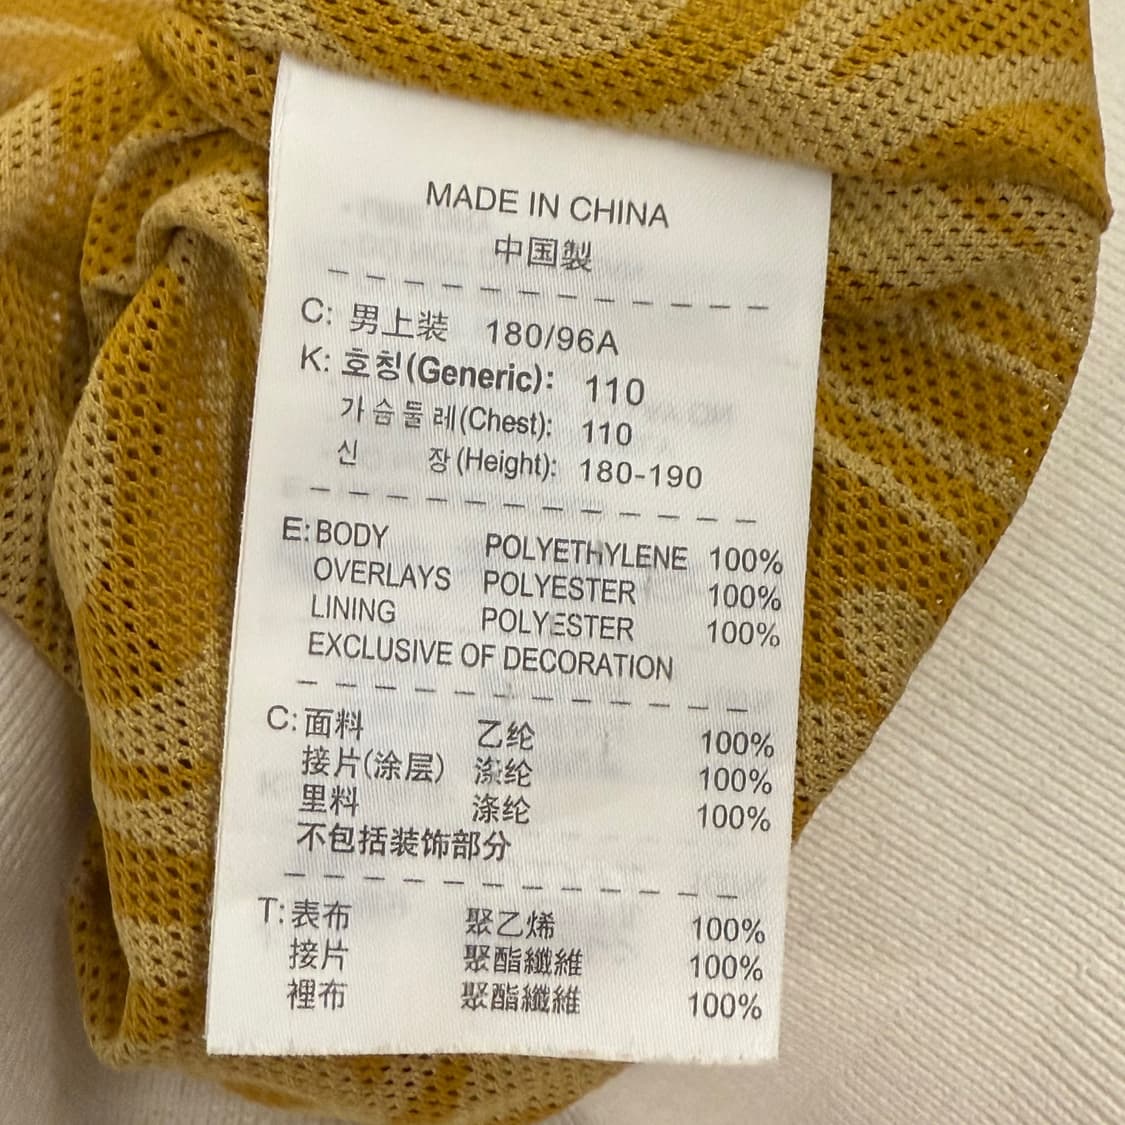 MADE IN CHINA
中国製
C: 男上装 180/96A
K: 호칭(Generic): 110
가슴둘레(Chest): 110
신 장(Height): 180-190
E: BODY POLYETHYLENE 100%
OVERLAYS POLYESTER 100%
LINING POLYESTER 100%
EXCLUSIVE OF DECORATION
C: 面料 乙纶 100%
接片(涂层) 涤纶 100%
里料 涤纶 100%
不包括装饰部分
T: 表布 聚乙烯 100%
接片 聚酯纖維 100%
裡布 聚酯纖維 100%